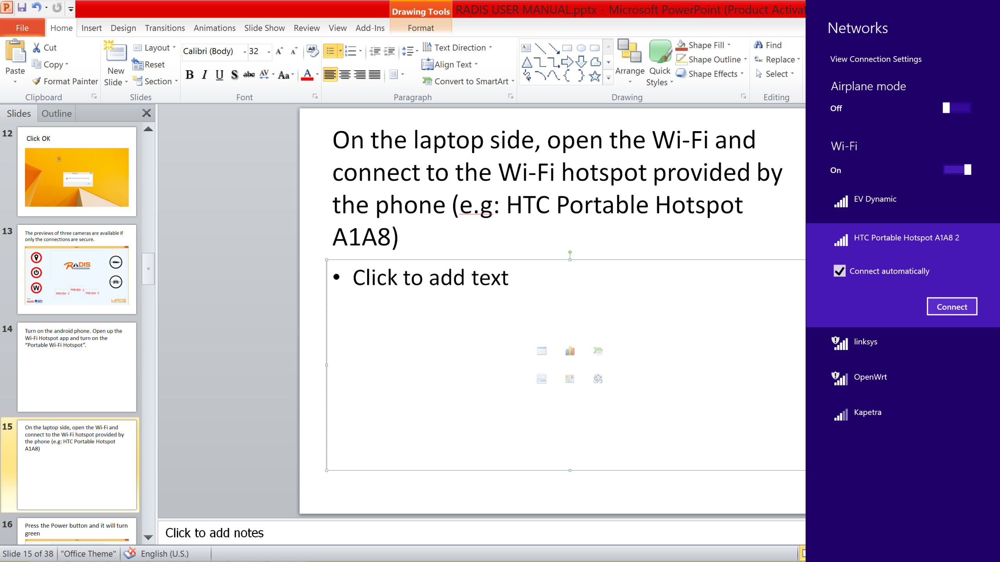 Drawing Tools
RADIS USER MANUAL.pptx - Microsoft PowerPoint (Product Activat
File
Home
Insert
Design
Transitions
Animations
Slide Show
Review
View
Add-Ins
Format
Paste
Cut
Copy
Format Painter
Clipboard
New
Slide
Layout
Reset
Section
Slides
Calibri (Body)
32
B I U S abc AV Aa A
Font
Text Direction
Align Text
Convert to SmartArt
Paragraph
Arrange
Quick
Styles
Shape Fill
Shape Outline
Shape Effects
Drawing
Find
Replace
Select
Editing
Slides
Outline
12
Click OK
13
The previews of three cameras are available if
only the connections are secure.
RADIS
W
PREVIEW 2
PREVIEW 1
PREVIEW 3
MIROS
14
Turn on the android phone. Open up the
Wi-Fi Hotspot app and turn on the
“Portable Wi-Fi Hotspot”.
15
On the laptop side, open the Wi-Fi and
connect to the Wi-Fi hotspot provided by
the phone (e.g: HTC Portable Hotspot
A1A8)
16
Press the Power button and it will turn
green
On the laptop side, open the Wi-Fi and
connect to the Wi-Fi hotspot provided by
the phone (e.g: HTC Portable Hotspot
A1A8)
• Click to add text
Click to add notes
Slide 15 of 38
"Office Theme"
English (U.S.)
Networks
View Connection Settings
Airplane mode
Off
Wi-Fi
On
EV Dynamic
HTC Portable Hotspot A1A8 2
Connect automatically
Connect
linksys
OpenWrt
Kapetra